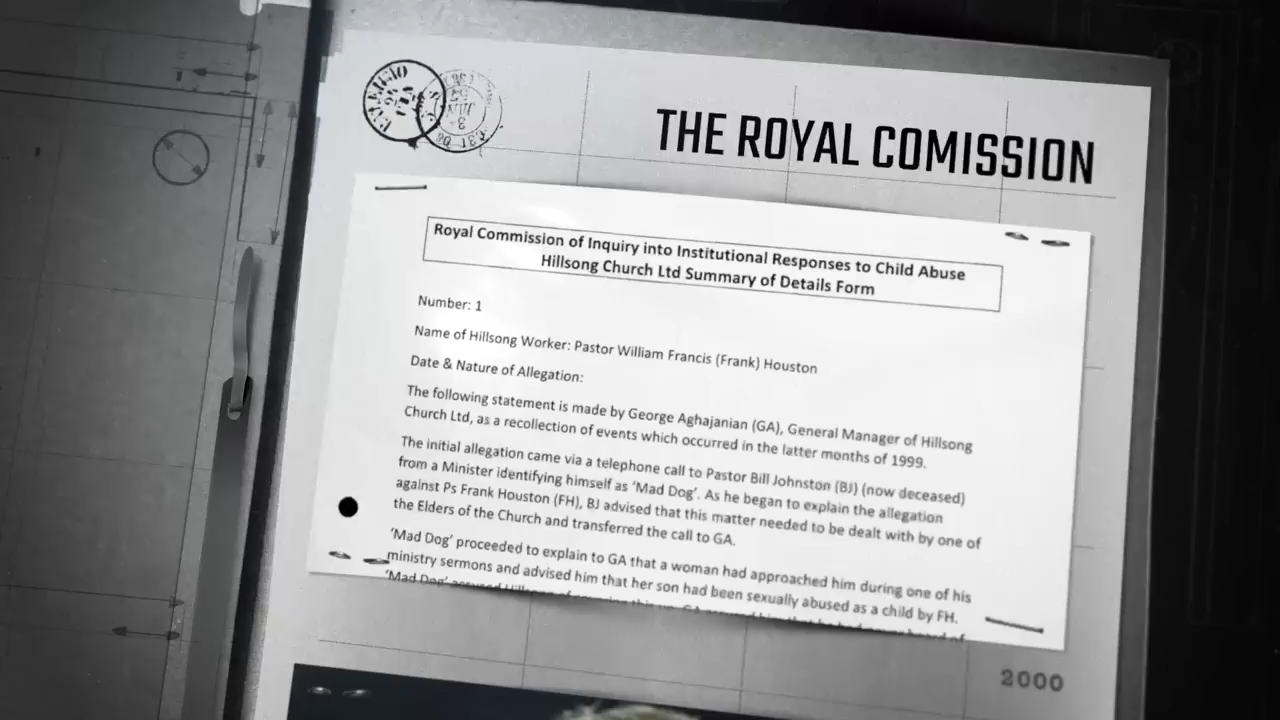 THE ROYAL COMISSION
Royal Commission of Inquiry into Institutional Responses to Child Abuse
Hillsong Church Ltd Summary of Details Form
Number: 1
Name of Hillsong Worker: Pastor William Francis (Frank) Houston
Date & Nature of Allegation:
The following statement is made by George Aghajanian (GA), General Manager of Hillsong
Church Ltd, as a recollection of events which occurred in the latter months of 1999.
The initial allegation came via a telephone call to Pastor Bill Johnston (BJ) (now deceased)
from a Minister identifying himself as 'Mad Dog'. As he began to explain the allegation
against Ps Frank Houston (FH), BJ advised that this matter needed to be dealt with by one of
the Elders of the Church and transferred the call to GA.
'Mad Dog' proceeded to explain to GA that a woman had approached him during one of his
ministry sermons and advised him that her son had been sexually abused as a child by FH.
'Mad Dog'
2000